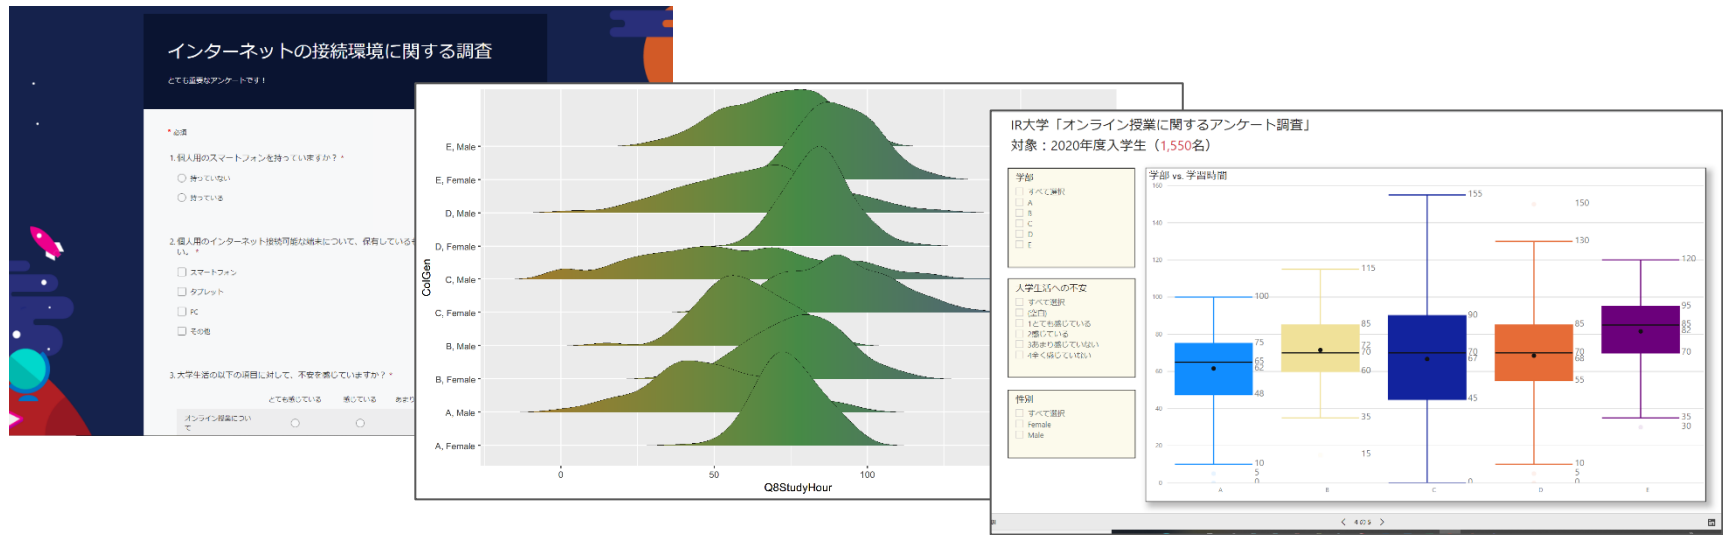 インターネットの接続環境に関する調査
とても重要なアンケートです！
* 必須
1. 個人用のスマートフォンを持っていますか？ *
持っていない
持っている
2. 個人用のインターネット接続可能な端末について、保有している
い。 *
スマートフォン
タブレット
PC
その他
3. 大学生活の以下の項目に対して、不安を感じていますか？ *
とても感じている 感じている あまり
オンライン授業につい
て
ColGen
E, Male
E, Female
D, Male
D, Female
C, Male
C, Female
B, Male
B, Female
A, Male
A, Female
0 50 100
Q8StudyHour
IR大学「オンライン授業に関するアンケート調査」
対象：2020年度入学生（1,550名）
学部
すべて選択
A
B
C
D
E
大学生活への不安
すべて選択
(空白)
1とても感じている
2感じている
3あまり感じていない
4全く感じていない
性別
すべて選択
Female
Male
学部 vs. 学習時間
160
140
120
100
80
60
40
20
0
100
75
65
62
48
10
5
0
115
85
72
70
60
35
15
155
90
70
67
45
0
150
130
85
70
68
55
10
5
0
120
95
85
82
70
35
30
A B C D E
4 の 5